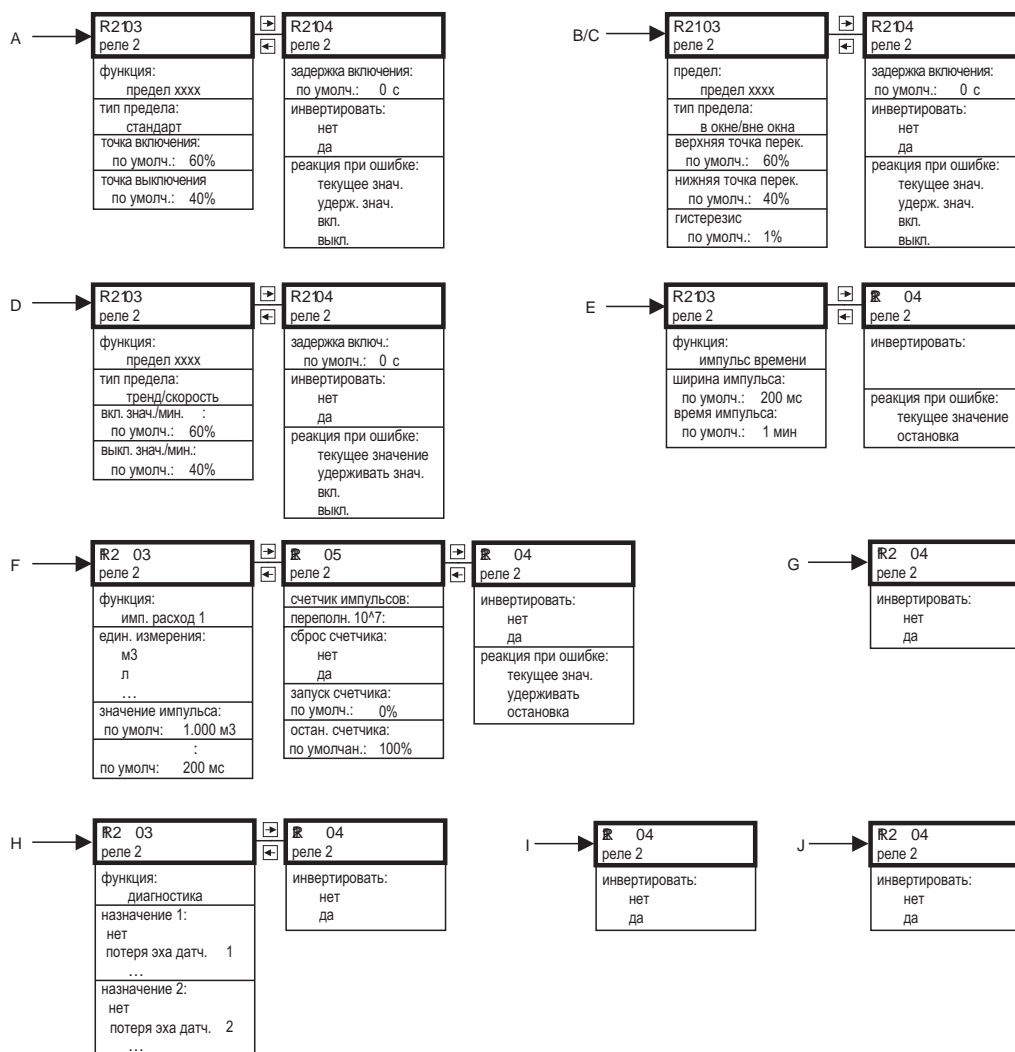 A
R2103
реле 2
функция:
предел xxxx
тип предела:
стандарт
точка включения:
по умолч.: 60%
точка выключения
по умолч.: 40%
R2104
реле 2
задержка включения:
по умолч.: 0 с
инвертировать:
нет
да
реакция при ошибке:
текущее знач.
удерж. знач.
вкл.
выкл.
B/C
R2103
реле 2
предел:
предел xxxx
тип предела:
в окне/вне окна
верхняя точка перек.
по умолч.: 60%
нижняя точка перек.
по умолч.: 40%
гистерезис
по умолч.: 1%
R2104
реле 2
задержка включения:
по умолч.: 0 с
инвертировать:
нет
да
реакция при ошибке:
текущее знач.
удерж. знач.
вкл.
выкл.
D
R2103
реле 2
функция:
предел xxxx
тип предела:
тренд/скорость
вкл. знач./мин. :
по умолч.: 60%
выкл. знач./мин.:
по умолч.: 40%
R2104
реле 2
задержка включ.:
по умолч.: 0 с
инвертировать:
нет
да
реакция при ошибке:
текущее значение
удерживать знач.
вкл.
выкл.
E
R2103
реле 2
функция:
импульс времени
ширина импульса:
по умолч.: 200 мс
время импульса:
по умолч.: 1 мин
04
реле 2
инвертировать:
реакция при ошибке:
текущее значение
остановка
F
R2 03
реле 2
функция:
имп. расход 1
един. измерения:
м3
л
...
значение импульса:
по умолч: 1.000 м3
:
по умолч: 200 мс
05
реле 2
счетчик импульсов:
переполн. 10^7:
сброс счетчика:
нет
да
запуск счетчика:
по умолч.: 0%
остан. счетчика:
по умолчан.: 100%
04
реле 2
инвертировать:
нет
да
реакция при ошибке:
текущее знач.
удерживать
остановка
G
R2 04
реле 2
инвертировать:
нет
да
H
R2 03
реле 2
функция:
диагностика
назначение 1:
нет
потеря эха датч. 1
...
назначение 2:
нет
потеря эха датч. 2
...
04
реле 2
инвертировать:
нет
да
I
04
реле 2
инвертировать:
нет
да
J
R2 04
реле 2
инвертировать:
нет
да